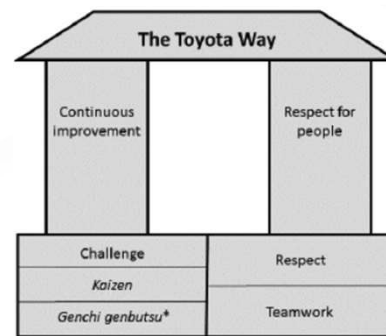 The Toyota Way
Continuous
improvement
Respect for
people
Challenge
Kaizen
Genchi genbutsu*
Respect
Teamwork